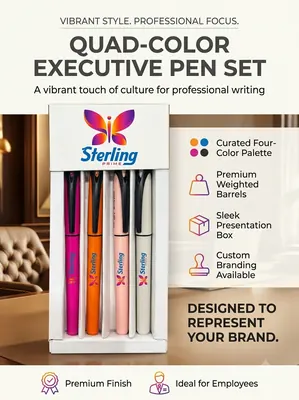 VIBRANT STYLE. PROFESSIONAL FOCUS.
QUAD-COLOR
EXECUTIVE PEN SET
A vibrant touch of culture for professional writing
Sterling
PRIME
Curated Four-
Color Palette
Premium
Weighted
Barrels
Sleek
Presentation
Box
Custom
Branding
Available
Sterling
Sterling
Sterling
Sterling
DESIGNED TO
REPRESENT
YOUR BRAND.
Premium Finish
Ideal for Employees